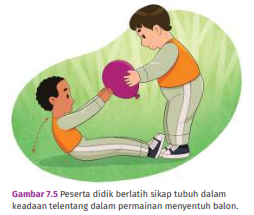 Gambar 7.5 Peserta didik berlatih sikap tubuh dalam
keadaan telentang dalam permainan menyentuh balon.